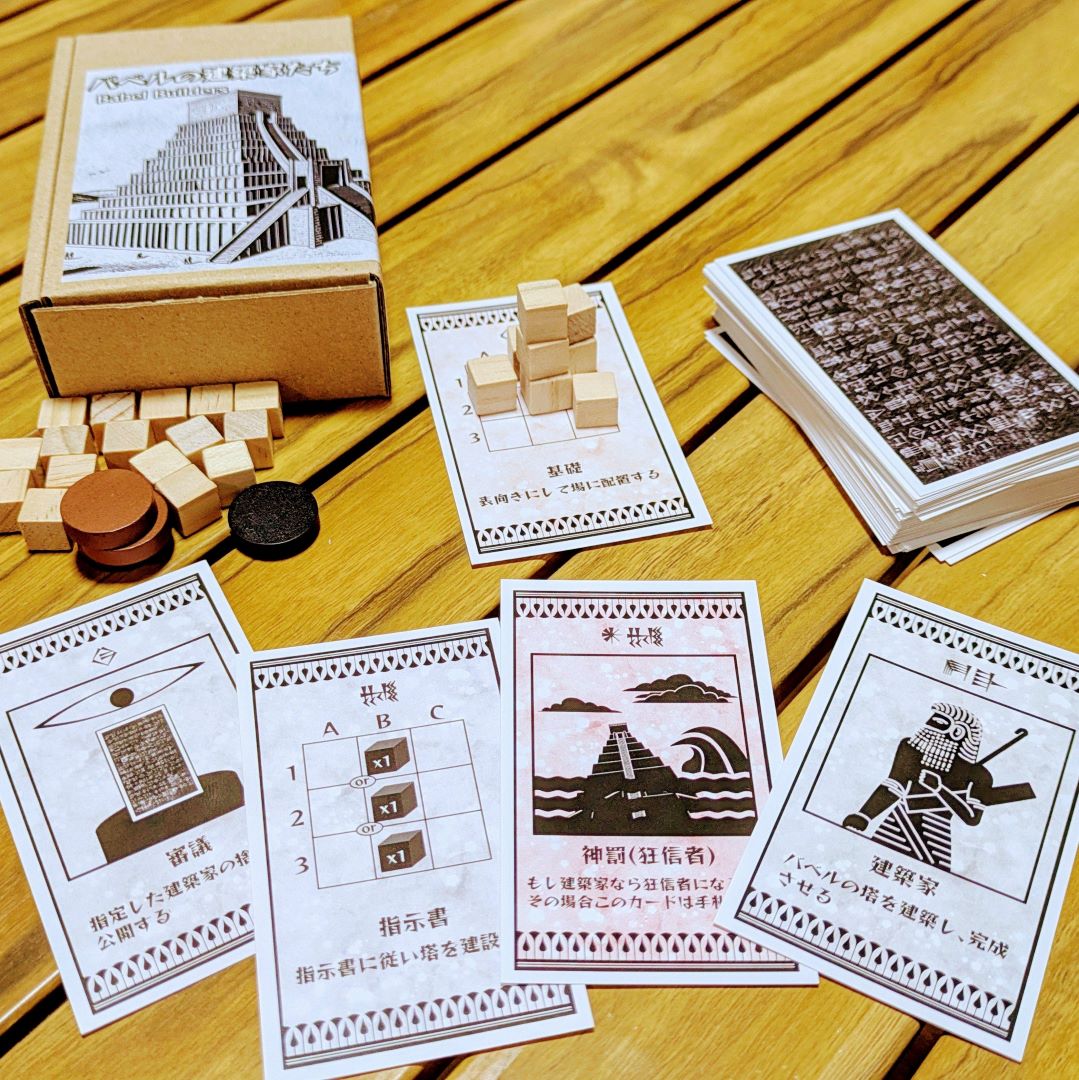 バベルの建築家たち
Babel Builders
A
1
2
3
基礎
表向きにして場に配置する
審議
指定した建築家の捨
公開する
A B C
1
x1
or
2
x1
or
3
x1
指示書
指示書に従い塔を建設
神罰(狂信者)
もし建築家なら狂信者にな
その場合このカードは手札
建築家
バベルの塔を建築し、完成
させる